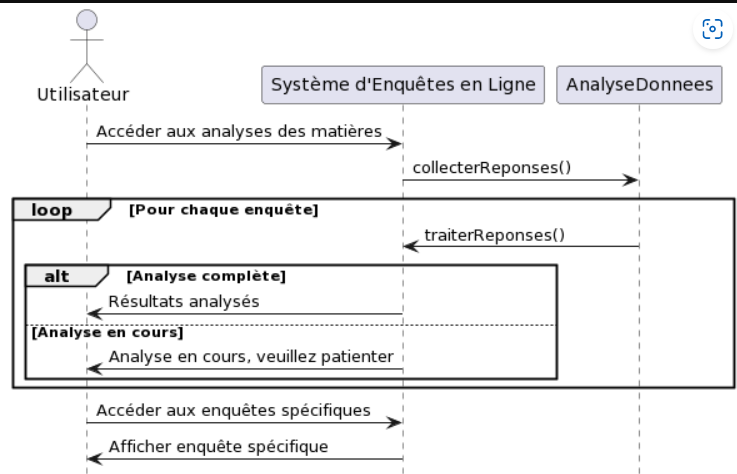 Utilisateur
Système d'Enquêtes en Ligne
AnalyseDonnees
Accéder aux analyses des matières
collecterReponses()
loop
[Pour chaque enquête]
traiterReponses()
alt
[Analyse complète]
Résultats analysés
[Analyse en cours]
Analyse en cours, veuillez patienter
Accéder aux enquêtes spécifiques
Afficher enquête spécifique